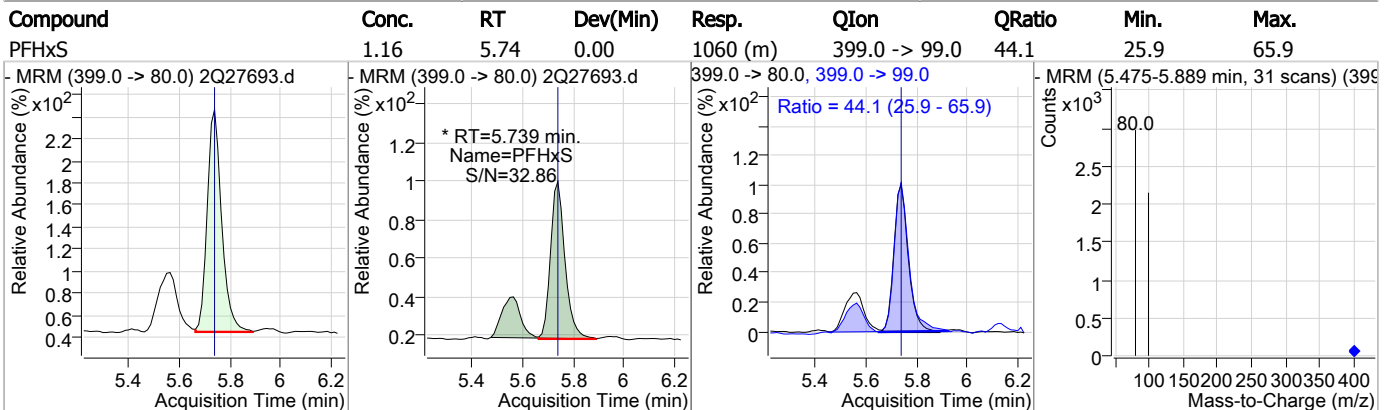 Compound Conc. RT Dev(Min) Resp. QIon QRatio Min. Max.
PFHxS 1.16 5.74 0.00 1060 (m) 399.0 -> 99.0 44.1 25.9 65.9
- MRM (399.0 -> 80.0) 2Q27693.d
Relative Abundance (%)
x10²
2.2
2
1.8
1.6
1.4
1.2
1
0.8
0.6
0.4
5.4 5.6 5.8 6 6.2
Acquisition Time (min)
- MRM (399.0 -> 80.0) 2Q27693.d
Relative Abundance (%)
x10²
* RT=5.739 min.
Name=PFHxS
S/N=32.86
1.2
1
0.8
0.6
0.4
0.2
5.4 5.6 5.8 6 6.2
Acquisition Time (min)
399.0 -> 80.0, 399.0 -> 99.0
Relative Abundance (%)
x10²
Ratio = 44.1 (25.9 - 65.9)
1.2
1
0.8
0.6
0.4
0.2
0
5.4 5.6 5.8 6 6.2
Acquisition Time (min)
- MRM (5.475-5.889 min, 31 scans) (399
Counts
x10³
80.0
2.5
2
1.5
1
0.5
0
100 150 200 250 300 350 400
Mass-to-Charge (m/z)